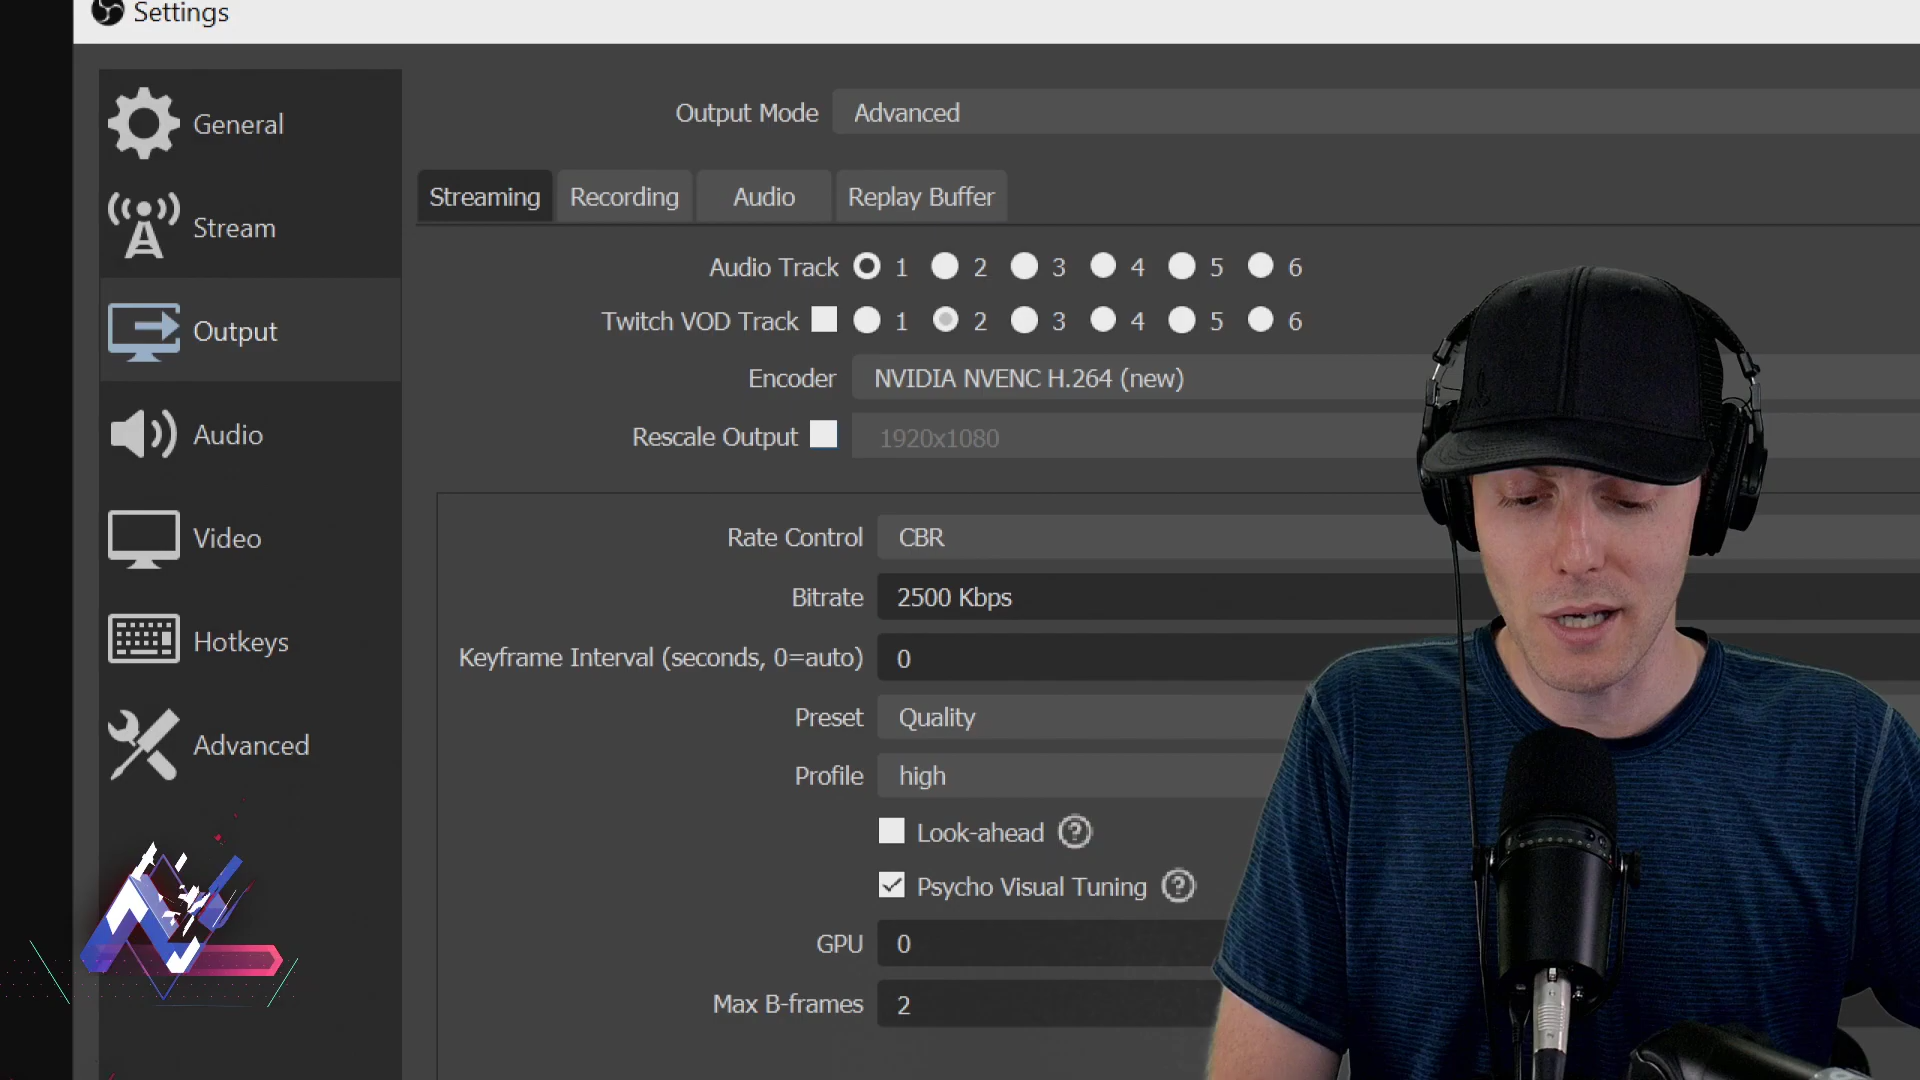 Settings
General
Stream
Output
Audio
Video
Hotkeys
Advanced
Output Mode Advanced
Streaming Recording Audio Replay Buffer
Audio Track 1 2 3 4 5 6
Twitch VOD Track 1 2 3 4 5 6
Encoder NVIDIA NVENC H.264 (new)
Rescale Output 1920x1080
Rate Control CBR
Bitrate 2500 Kbps
Keyframe Interval (seconds, 0=auto) 0
Preset Quality
Profile high
Look-ahead ?
Psycho Visual Tuning ?
GPU 0
Max B-frames 2